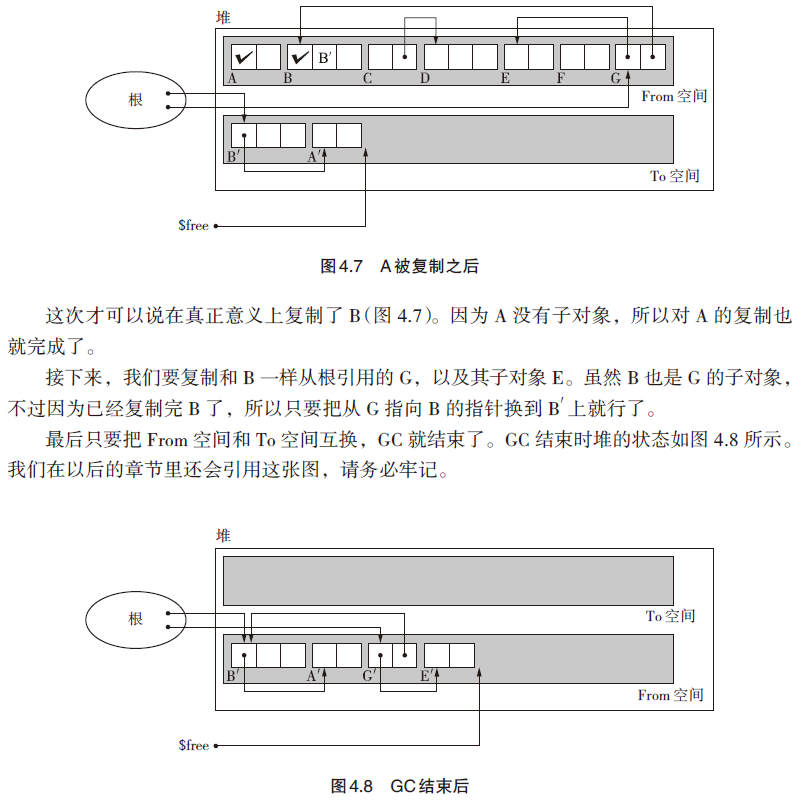 堆
B′
A B C D E F G
From 空间
根
B′ A′
To 空间
$free
图4.7 A被复制之后
这次才可以说在真正意义上复制了 B（图 4.7）。因为 A 没有子对象，所以对 A 的复制也
就完成了。
接下来，我们要复制和 B 一样从根引用的 G，以及其子对象 E。虽然 B 也是 G 的子对象，
不过因为已经复制完 B 了，所以只要把从 G 指向 B 的指针换到 B′上就行了。
最后只要把 From 空间和 To 空间互换，GC 就结束了。GC 结束时堆的状态如图 4.8 所示。
我们在以后的章节里还会引用这张图，请务必牢记。
堆
根
To 空间
B′ A′ G′ E′
From 空间
$free
图4.8 GC结束后